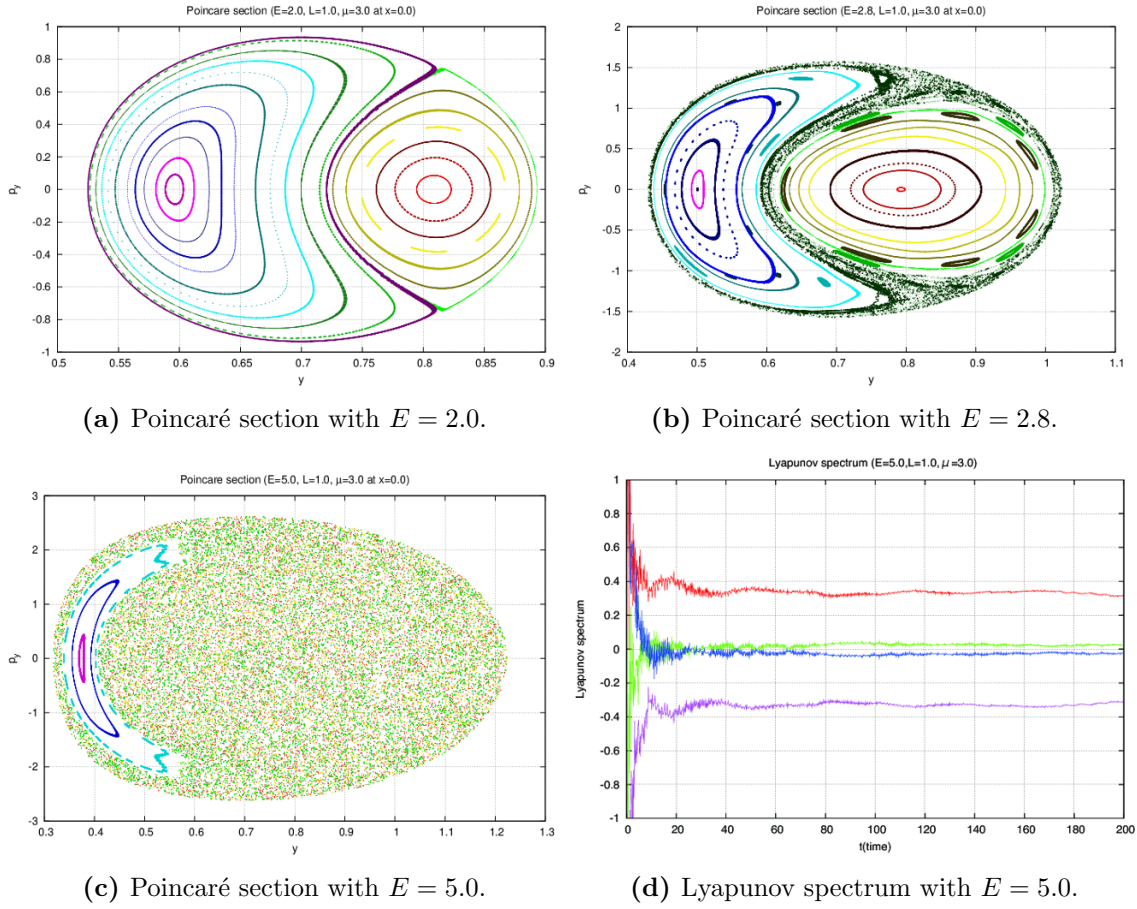 Poincare section (E=2.0, L=1.0, μ=3.0 at x=0.0)
1
0.8
0.6
0.4
0.2
0
-0.2
-0.4
-0.6
-0.8
-1
p_y
0.5 0.6 0.7 0.8 0.9
y
(a) Poincaré section with E = 2.0.
Poincare section (E=2.8, L=1.0, μ=3.0 at x=0.0)
2
1.5
1
0.5
0
-0.5
-1
-1.5
-2
p_y
0.4 0.5 0.6 0.7 0.8 0.9 1 1.1
y
(b) Poincaré section with E = 2.8.
Poincare section (E=5.0, L=1.0, μ=3.0 at x=0.0)
3
2
1
0
-1
-2
-3
p_y
0.3 0.4 0.5 0.6 0.7 0.8 0.9 1 1.1 1.2 1.3
y
(c) Poincaré section with E = 5.0.
Lyapunov spectrum (E=5.0,L=1.0, μ=3.0)
1
0.8
0.6
0.4
0.2
0
-0.2
-0.4
-0.6
-0.8
-1
Lyapunov spectrum
0 20 40 60 80 100 120 140 160 180 200
t(time)
(d) Lyapunov spectrum with E = 5.0.